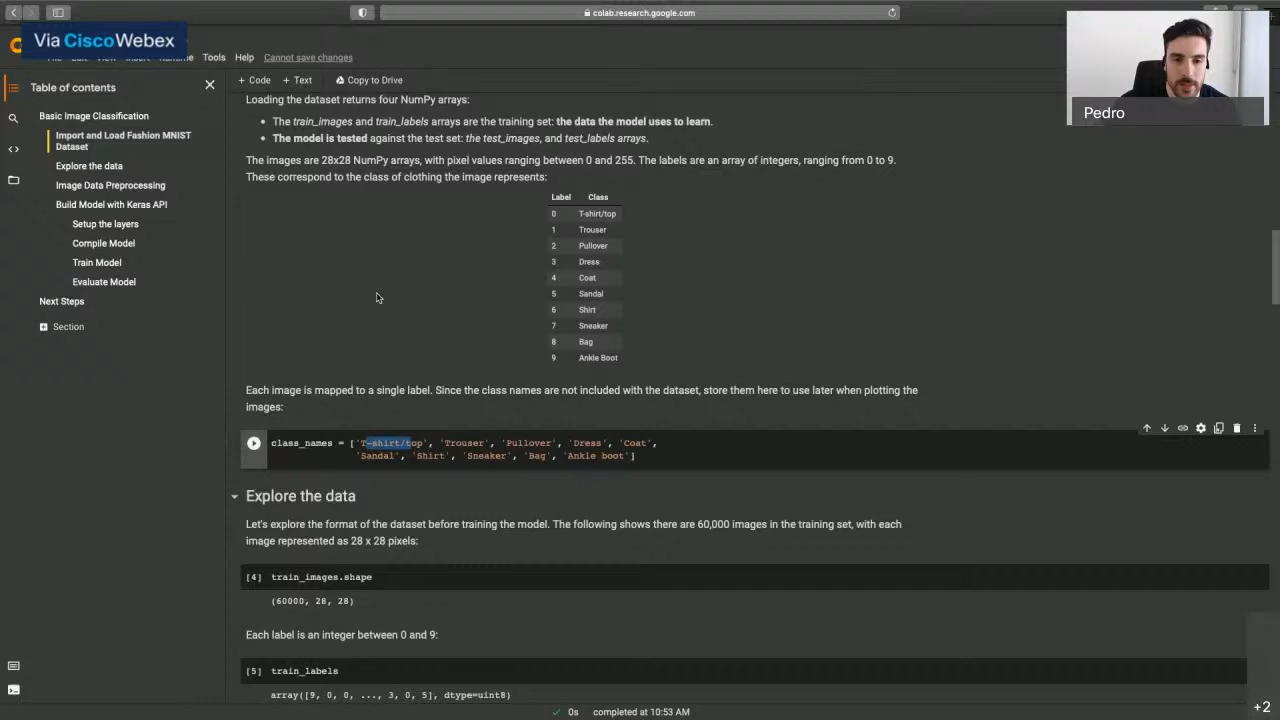 colab.research.google.com
Via CiscoWebex
Tools Help Cannot save changes
Table of contents
+ Code + Text Copy to Drive
Basic Image Classification
Import and Load Fashion MNIST
Dataset
Explore the data
Image Data Preprocessing
Build Model with Keras API
Setup the layers
Compile Model
Train Model
Evaluate Model
Next Steps
Section
Loading the dataset returns four NumPy arrays:
• The train_images and train_labels arrays are the training set: the data the model uses to learn.
• The model is tested against the test set: the test_images, and test_labels arrays.
The images are 28x28 NumPy arrays, with pixel values ranging between 0 and 255. The labels are an array of integers, ranging from 0 to 9.
These correspond to the class of clothing the image represents:
Label Class
0 T-shirt/top
1 Trouser
2 Pullover
3 Dress
4 Coat
5 Sandal
6 Shirt
7 Sneaker
8 Bag
9 Ankle Boot
Each image is mapped to a single label. Since the class names are not included with the dataset, store them here to use later when plotting the
images:
class_names = ['T-shirt/top', 'Trouser', 'Pullover', 'Dress', 'Coat',
'Sandal', 'Shirt', 'Sneaker', 'Bag', 'Ankle boot']
Explore the data
Let's explore the format of the dataset before training the model. The following shows there are 60,000 images in the training set, with each
image represented as 28 x 28 pixels:
[4] train_images.shape
(60000, 28, 28)
Each label is an integer between 0 and 9:
[5] train_labels
array([9, 0, 0, ..., 3, 0, 5], dtype=uint8)
0s completed at 10:53 AM
Pedro
+2